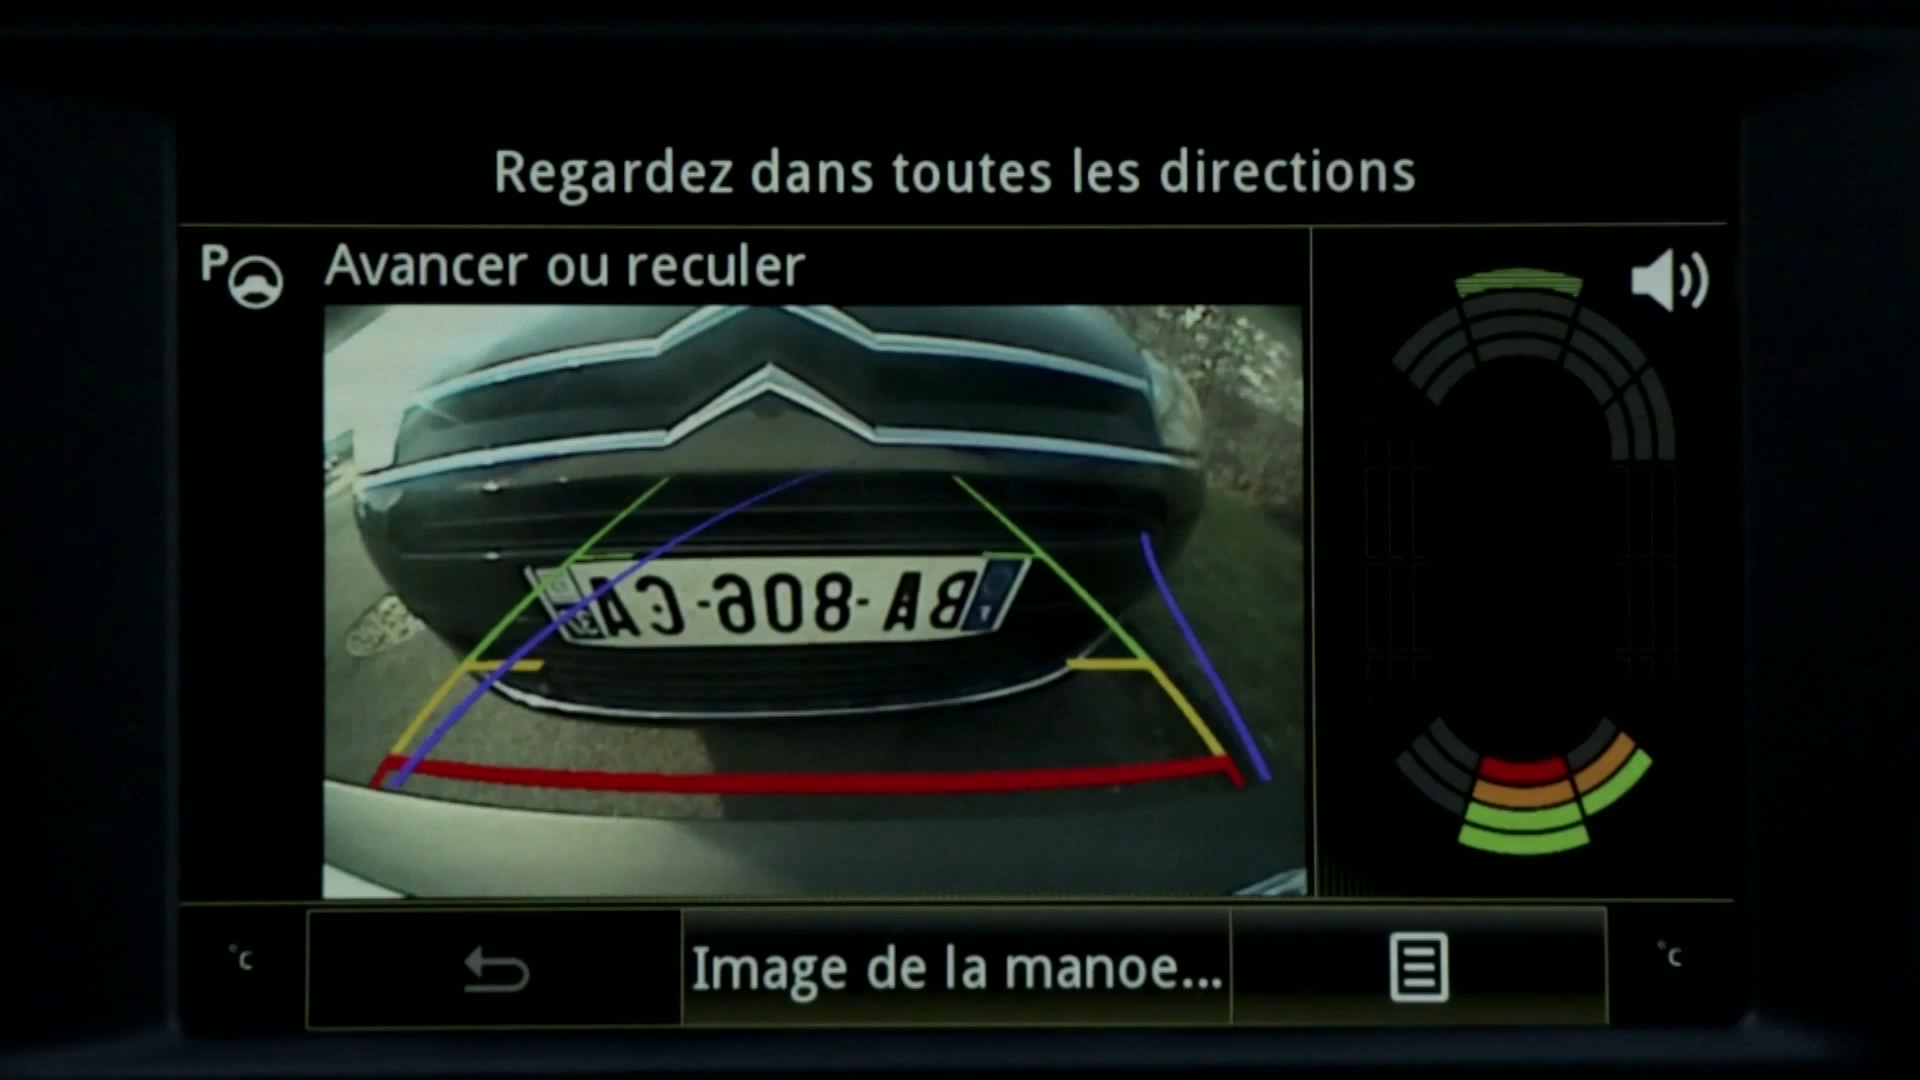 Regardez dans toutes les directions
P
Avancer ou reculer
BA-806-CA
°C
Image de la manoe...
°C